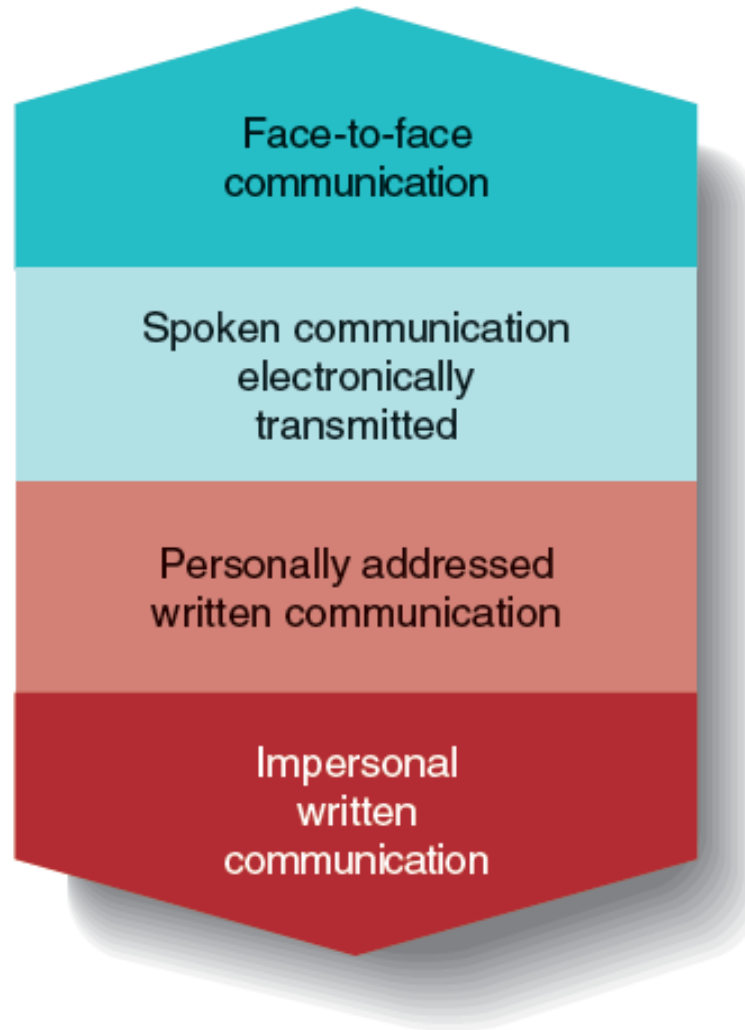 Face-to-face
communication
Spoken communication
electronically
transmitted
Personally addressed
written communication
Impersonal
written
communication